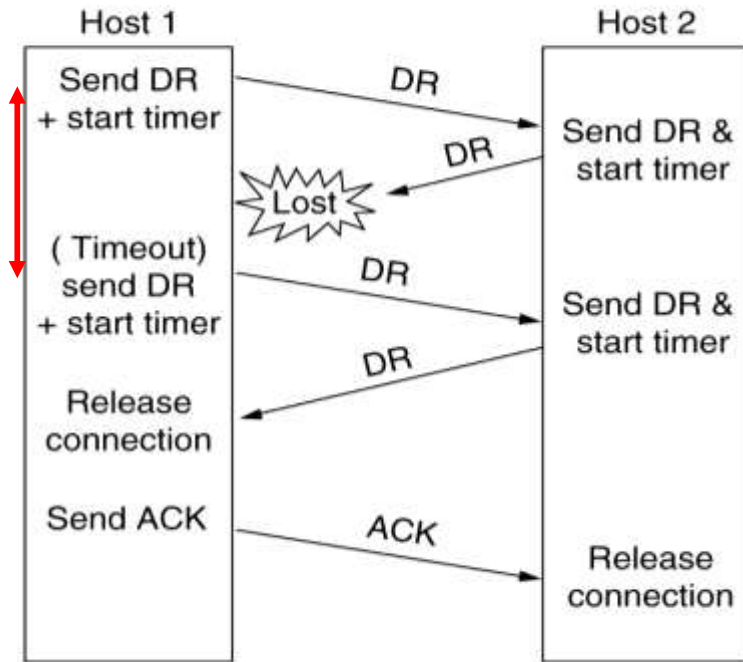 Host 1
Host 2
Send DR
+ start timer
DR
Send DR &
start timer
DR
Lost
( Timeout)
send DR
+ start timer
DR
Send DR &
start timer
DR
Release
connection
Send ACK
ACK
Release
connection